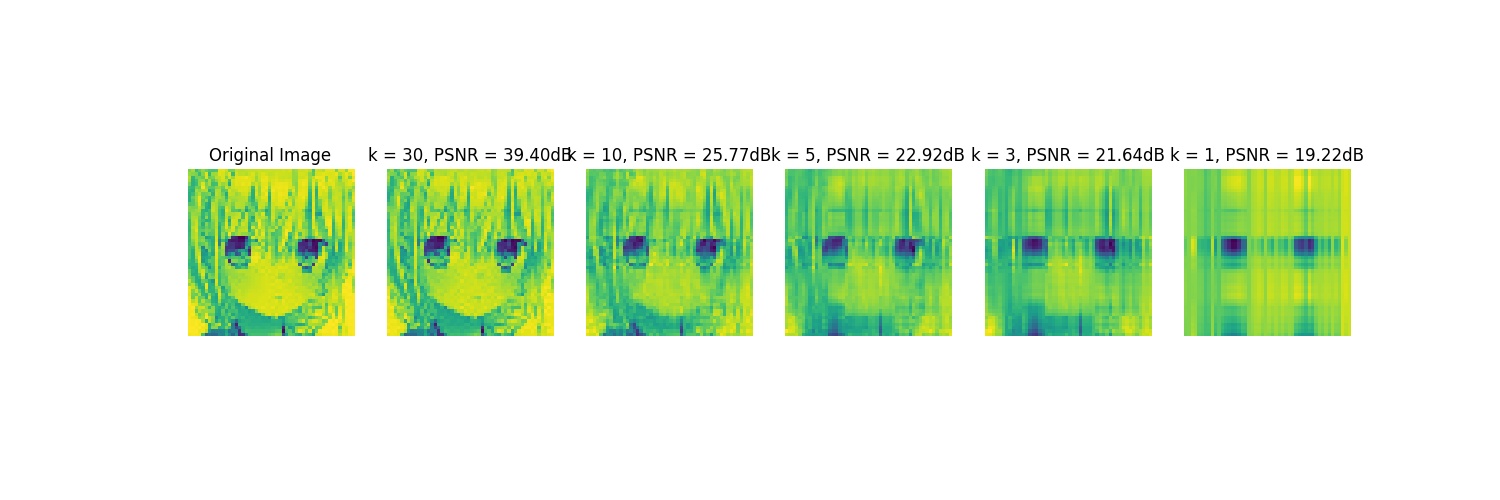 Original Image
k = 30, PSNR = 39.40dB
k = 10, PSNR = 25.77dB
k = 5, PSNR = 22.92dB
k = 3, PSNR = 21.64dB
k = 1, PSNR = 19.22dB